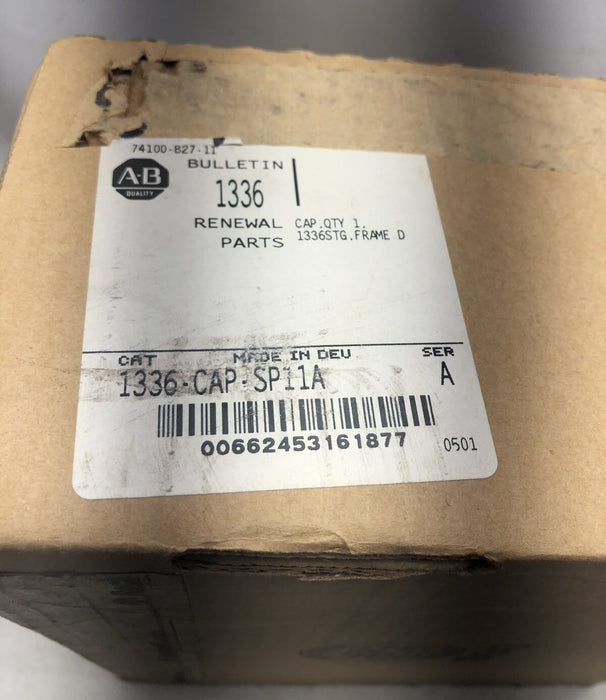 74100-827-11
A-B
QUALITY
BULLETIN
1336
RENEWAL PARTS
CAP,QTY 1,
1336STG,FRAME D
CAT MADE IN DEU SER
1336-CAP-SP11A A
00662453161877
0501